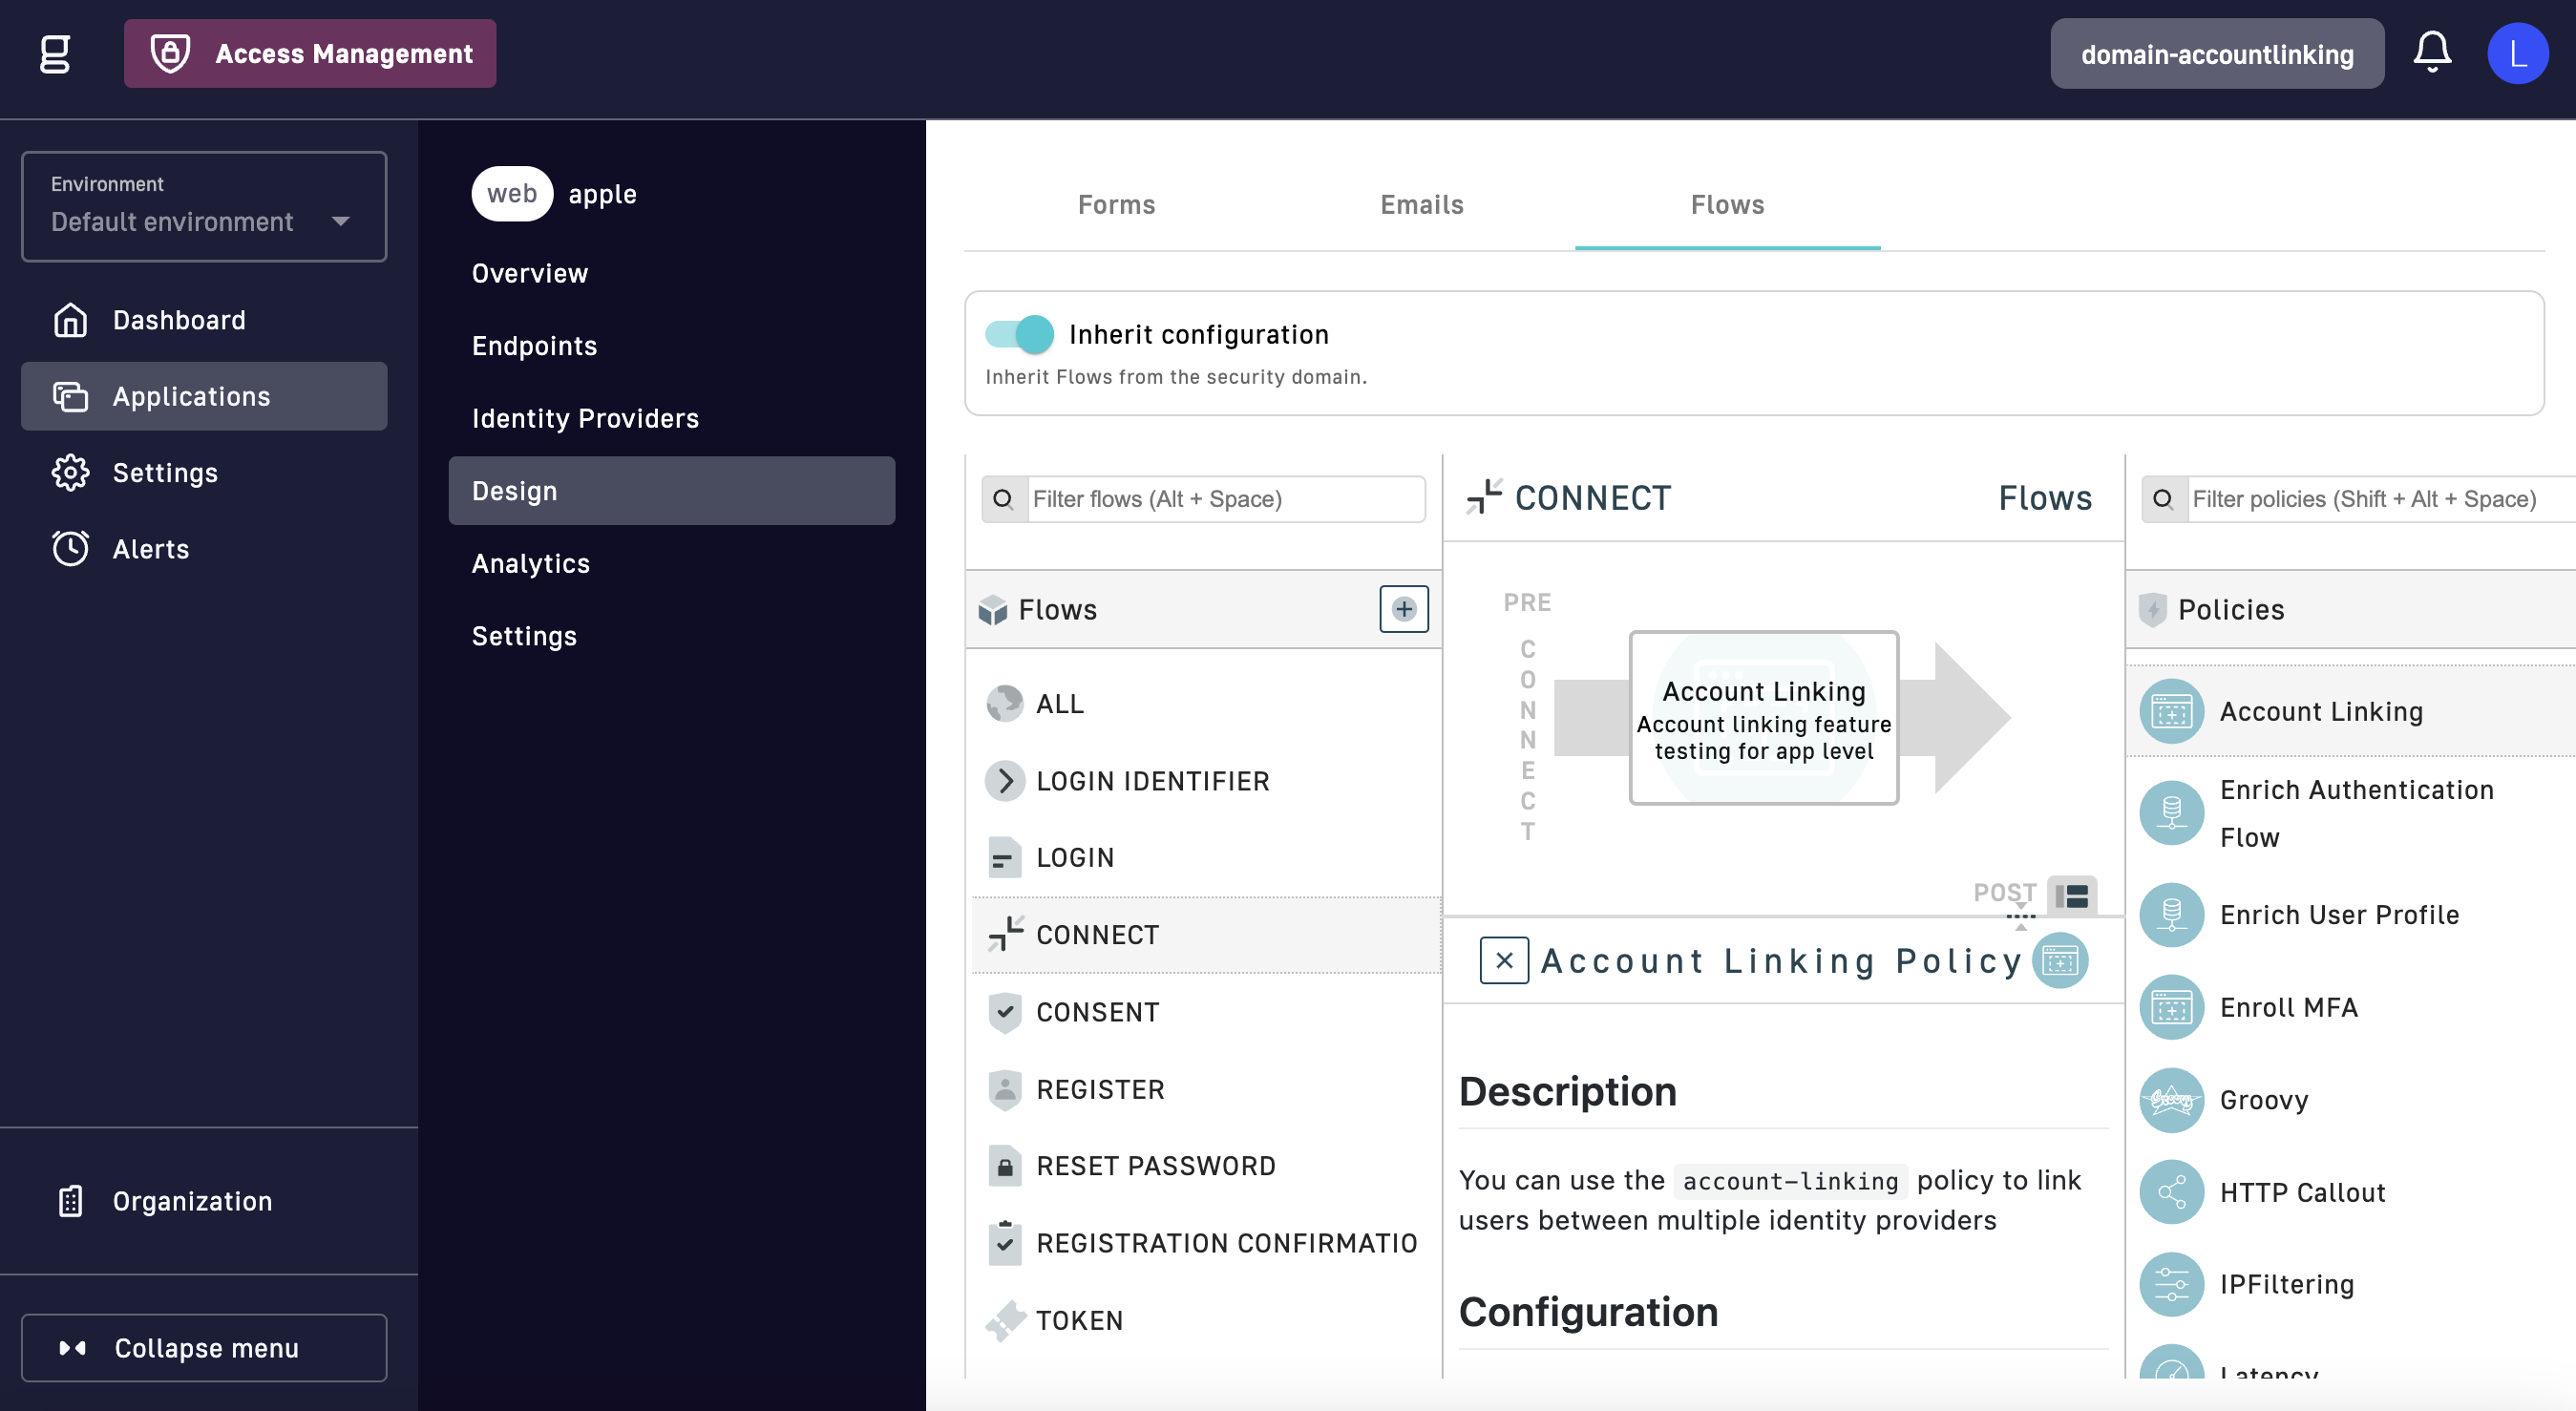 g
Access Management
domain-accountlinking
L
Environment
Default environment
Dashboard
Applications
Settings
Alerts
Organization
Collapse menu
web apple
Overview
Endpoints
Identity Providers
Design
Analytics
Settings
Forms
Emails
Flows
Inherit configuration
Inherit Flows from the security domain.
Filter flows (Alt + Space)
Flows
ALL
LOGIN IDENTIFIER
LOGIN
CONNECT
CONSENT
REGISTER
RESET PASSWORD
REGISTRATION CONFIRMATIO
TOKEN
CONNECT
Flows
PRE
CONNECT
Account Linking
Account linking feature
testing for app level
POST
Account Linking Policy
Description
You can use the account-linking policy to link
users between multiple identity providers
Configuration
Filter policies (Shift + Alt + Space)
Policies
Account Linking
Enrich Authentication
Flow
Enrich User Profile
Enroll MFA
Groovy
HTTP Callout
IPFiltering
Latency